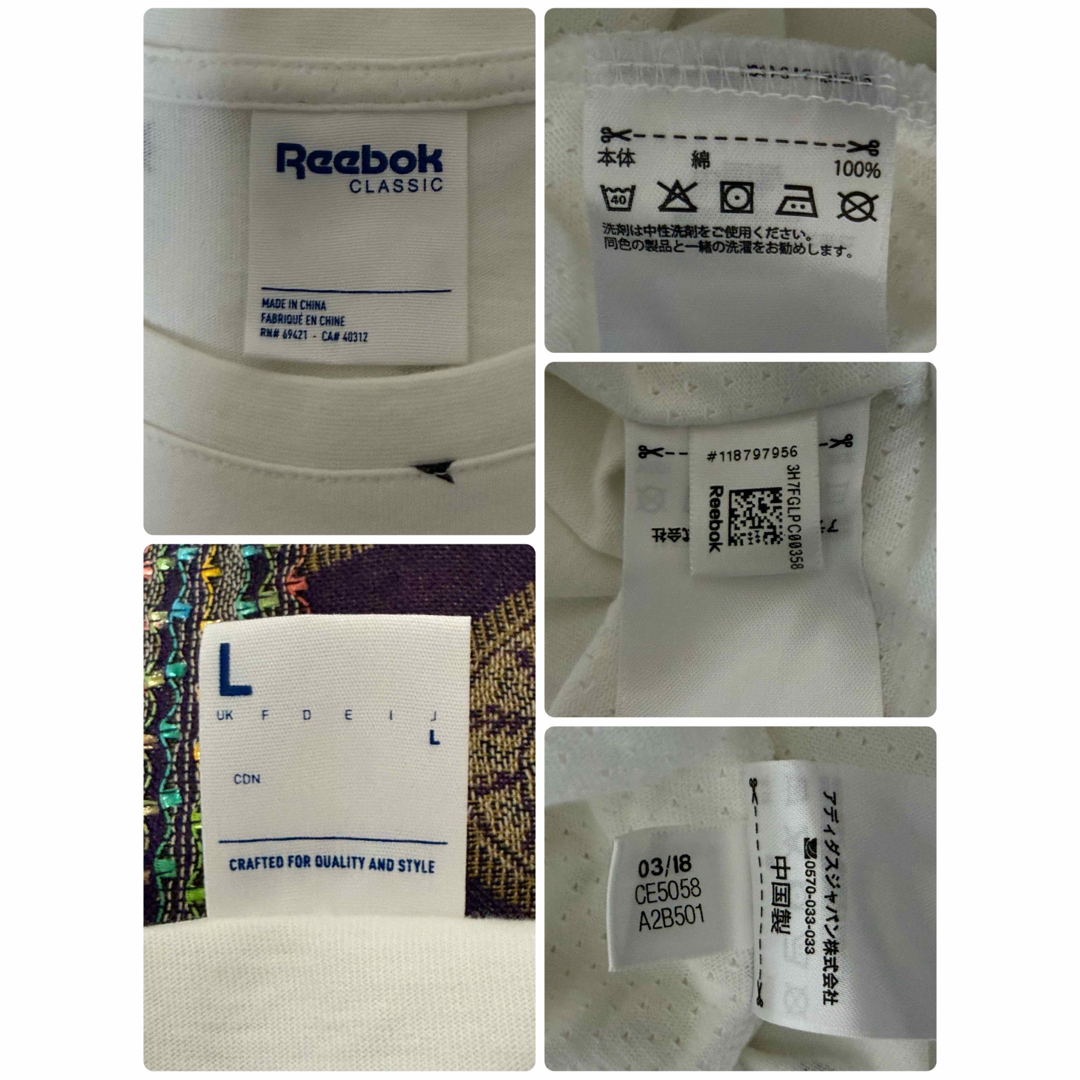 Reebok
CLASSIC
MADE IN CHINA
FABRIQUÉ EN CHINE
RN# 69421 - CA# 40312
L
UK F D E I J
L
CDN
CRAFTED FOR QUALITY AND STYLE
本体 綿 100%
40
洗剤は中性洗剤をご使用ください。
同色の製品と一緒の洗濯をお勧めします。
#118797956
3H7FGLPC00358
Reebok
式会社
03/18
CE5058
A2B501
アディダスジャパン株式会社
0570-033-033
中国製